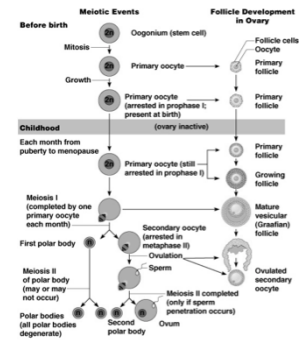 Meiotic Events
Follicle Development
in Ovary
Before birth
2n
Oogonium (stem cell)
Follicle cells
Oocyte
Mitosis
2n
Primary oocyte
Primary
follicle
Growth
2n
Primary oocyte
(arrested in prophase I;
present at birth)
Primary
follicle
Childhood
(ovary inactive)
Each month from
puberty to menopause
Primary
follicle
2n
Primary oocyte (still
arrested in prophase I)
Growing
follicle
Meiosis I
(completed by one
primary oocyte
each month)
Mature
vesicular
(Graafian)
follicle
Secondary oocyte
(arrested in
metaphase II)
First polar body
n
Ovulation
Sperm
Meiosis II
of polar body
(may or may
not occur)
Ovulated
secondary
oocyte
Meiosis II completed
(only if sperm
penetration occurs)
Polar bodies
(all polar bodies
degenerate)
n
n
n
n
Second
polar body
Ovum